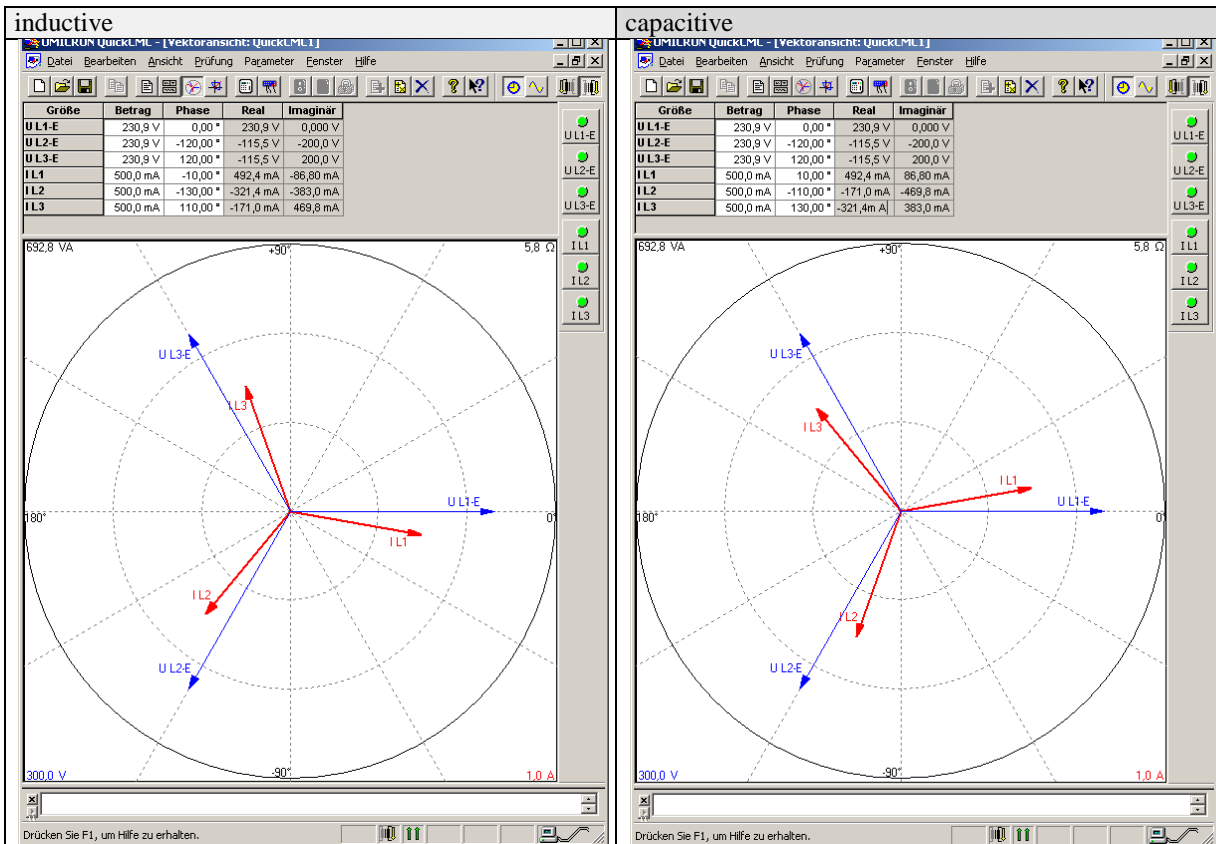 inductive
UMICRON QuickCML - [Vektoransicht: QuickCML1]
Datei Bearbeiten Ansicht Prüfung Parameter Fenster Hilfe
Größe Betrag Phase Real Imaginär
U L1-E 230,9 V 0,00 ° 230,9 V 0,000 V
U L2-E 230,9 V -120,00 ° -115,5 V -200,0 V
U L3-E 230,9 V 120,00 ° -115,5 V 200,0 V
I L1 500,0 mA -10,00 ° 492,4 mA -86,80 mA
I L2 500,0 mA -130,00 ° -321,4 mA -383,0 mA
I L3 500,0 mA 110,00 ° -171,0 mA 469,8 mA
U L1-E
U L2-E
U L3-E
I L1
I L2
I L3
692,8 VA +90° 5,8 Ω
U L3-E
I L3
U L1-E
180° 0°
I L1
I L2
U L2-E
300,0 V -90° 1,0 A
Drücken Sie F1, um Hilfe zu erhalten.
capacitive
UMICRON QuickCML - [Vektoransicht: QuickCML1]
Datei Bearbeiten Ansicht Prüfung Parameter Fenster Hilfe
Größe Betrag Phase Real Imaginär
U L1-E 230,9 V 0,00 ° 230,9 V 0,000 V
U L2-E 230,9 V -120,00 ° -115,5 V -200,0 V
U L3-E 230,9 V 120,00 ° -115,5 V 200,0 V
I L1 500,0 mA 10,00 ° 492,4 mA 86,80 mA
I L2 500,0 mA -110,00 ° -171,0 mA -469,8 mA
I L3 500,0 mA 130,00 ° -321,4m A 383,0 mA
U L1-E
U L2-E
U L3-E
I L1
I L2
I L3
692,8 VA +90° 5,8 Ω
U L3-E
I L3
I L1
U L1-E
180° 0°
I L2
U L2-E
300,0 V -90° 1,0 A
Drücken Sie F1, um Hilfe zu erhalten.